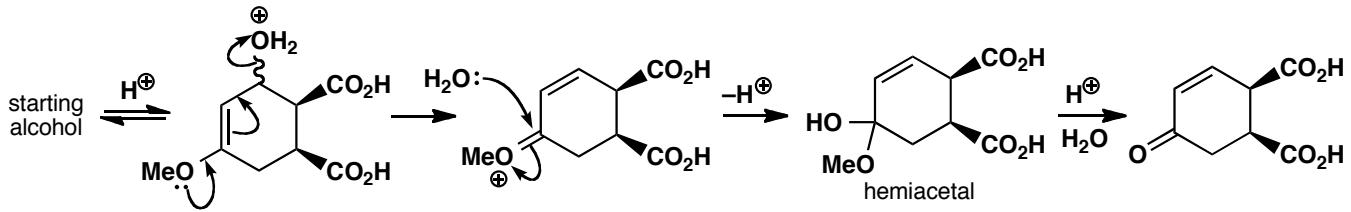 starting
alcohol
H⊕
⊕
OH2
CO2H
CO2H
MeO
H2O:
MeO
⊕
CO2H
CO2H
–H⊕
HO
MeO
CO2H
CO2H
hemiacetal
H⊕
H2O
O
CO2H
CO2H